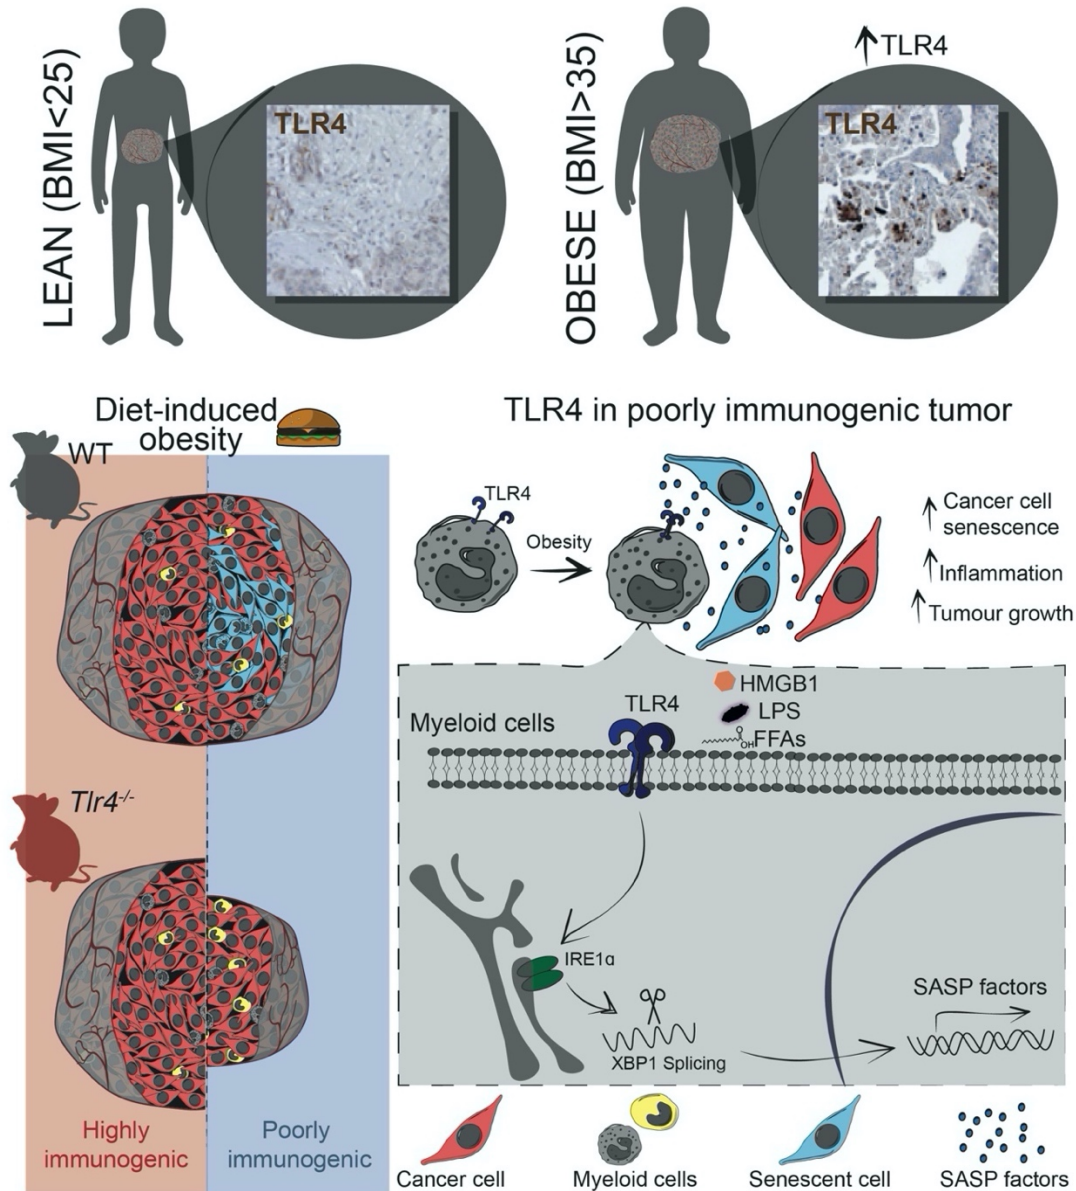 LEAN (BMI<25)
TLR4
OBESE (BMI>35)
↑TLR4
TLR4
Diet-induced
obesity
WT
Tlr4-/-
Highly
immunogenic
Poorly
immunogenic
TLR4 in poorly immunogenic tumor
TLR4
Obesity
↑ Cancer cell
senescence
↑ Inflammation
↑ Tumour growth
Myeloid cells
TLR4
HMGB1
LPS
OH
FFAs
IRE1α
XBP1 Splicing
SASP factors
Cancer cell
Myeloid cells
Senescent cell
SASP factors